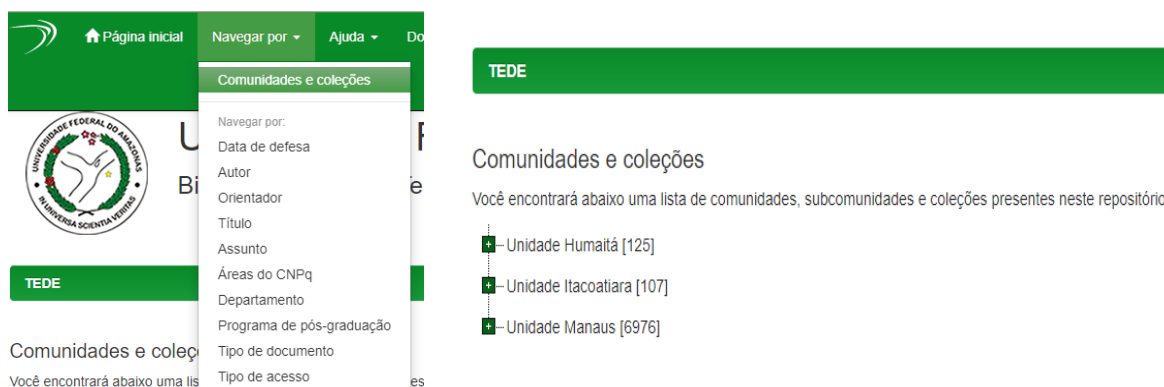 Página inicial
Navegar por
Ajuda
Do
Comunidades e coleções
Navegar por:
Data de defesa
Autor
Orientador
Título
Assunto
Áreas do CNPq
Departamento
Programa de pós-graduação
Tipo de documento
Tipo de acesso
UNIVERSIDADE FEDERAL DO AMAZONAS
IN UNIVERSA SCIENTIA VERITAS
U
Bi
TEDE
Comunidades e coleç
Você encontrará abaixo uma lis
es
TEDE
Comunidades e coleções
Você encontrará abaixo uma lista de comunidades, subcomunidades e coleções presentes neste repositório
Unidade Humaitá [125]
Unidade Itacoatiara [107]
Unidade Manaus [6976]